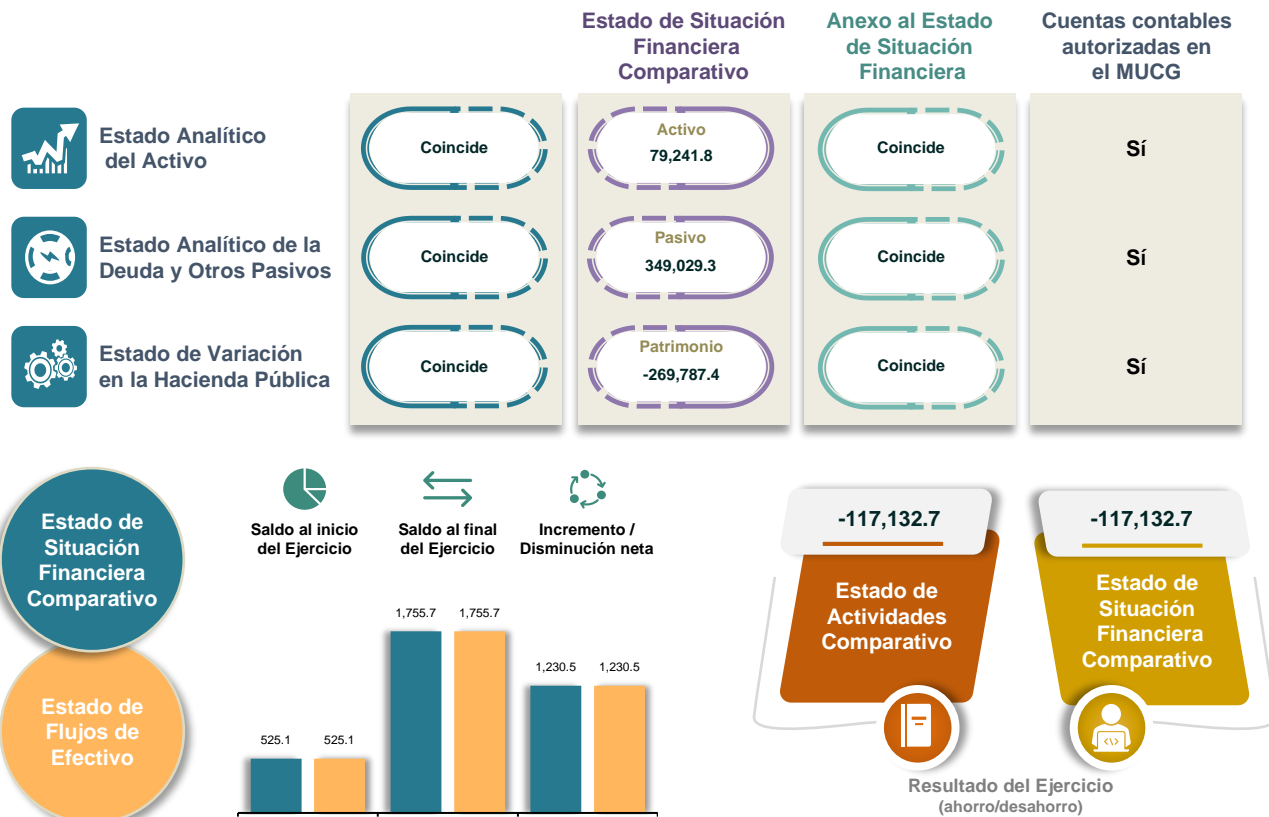 Estado de Situación
Financiera
Comparativo
Anexo al Estado
de Situación
Financiera
Cuentas contables
autorizadas en
el MUCG
Estado Analítico
del Activo
Coincide
Activo
79,241.8
Coincide
Sí
Estado Analítico de la
Deuda y Otros Pasivos
Coincide
Pasivo
349,029.3
Coincide
Sí
Estado de Variación
en la Hacienda Pública
Coincide
Patrimonio
-269,787.4
Coincide
Sí
Estado de
Situación
Financiera
Comparativo
Estado de
Flujos de
Efectivo
Saldo al inicio
del Ejercicio
Saldo al final
del Ejercicio
Incremento /
Disminución neta
525.1
525.1
1,755.7
1,755.7
1,230.5
1,230.5
-117,132.7
Estado de
Actividades
Comparativo
-117,132.7
Estado de
Situación
Financiera
Comparativo
Resultado del Ejercicio
(ahorro/desahorro)